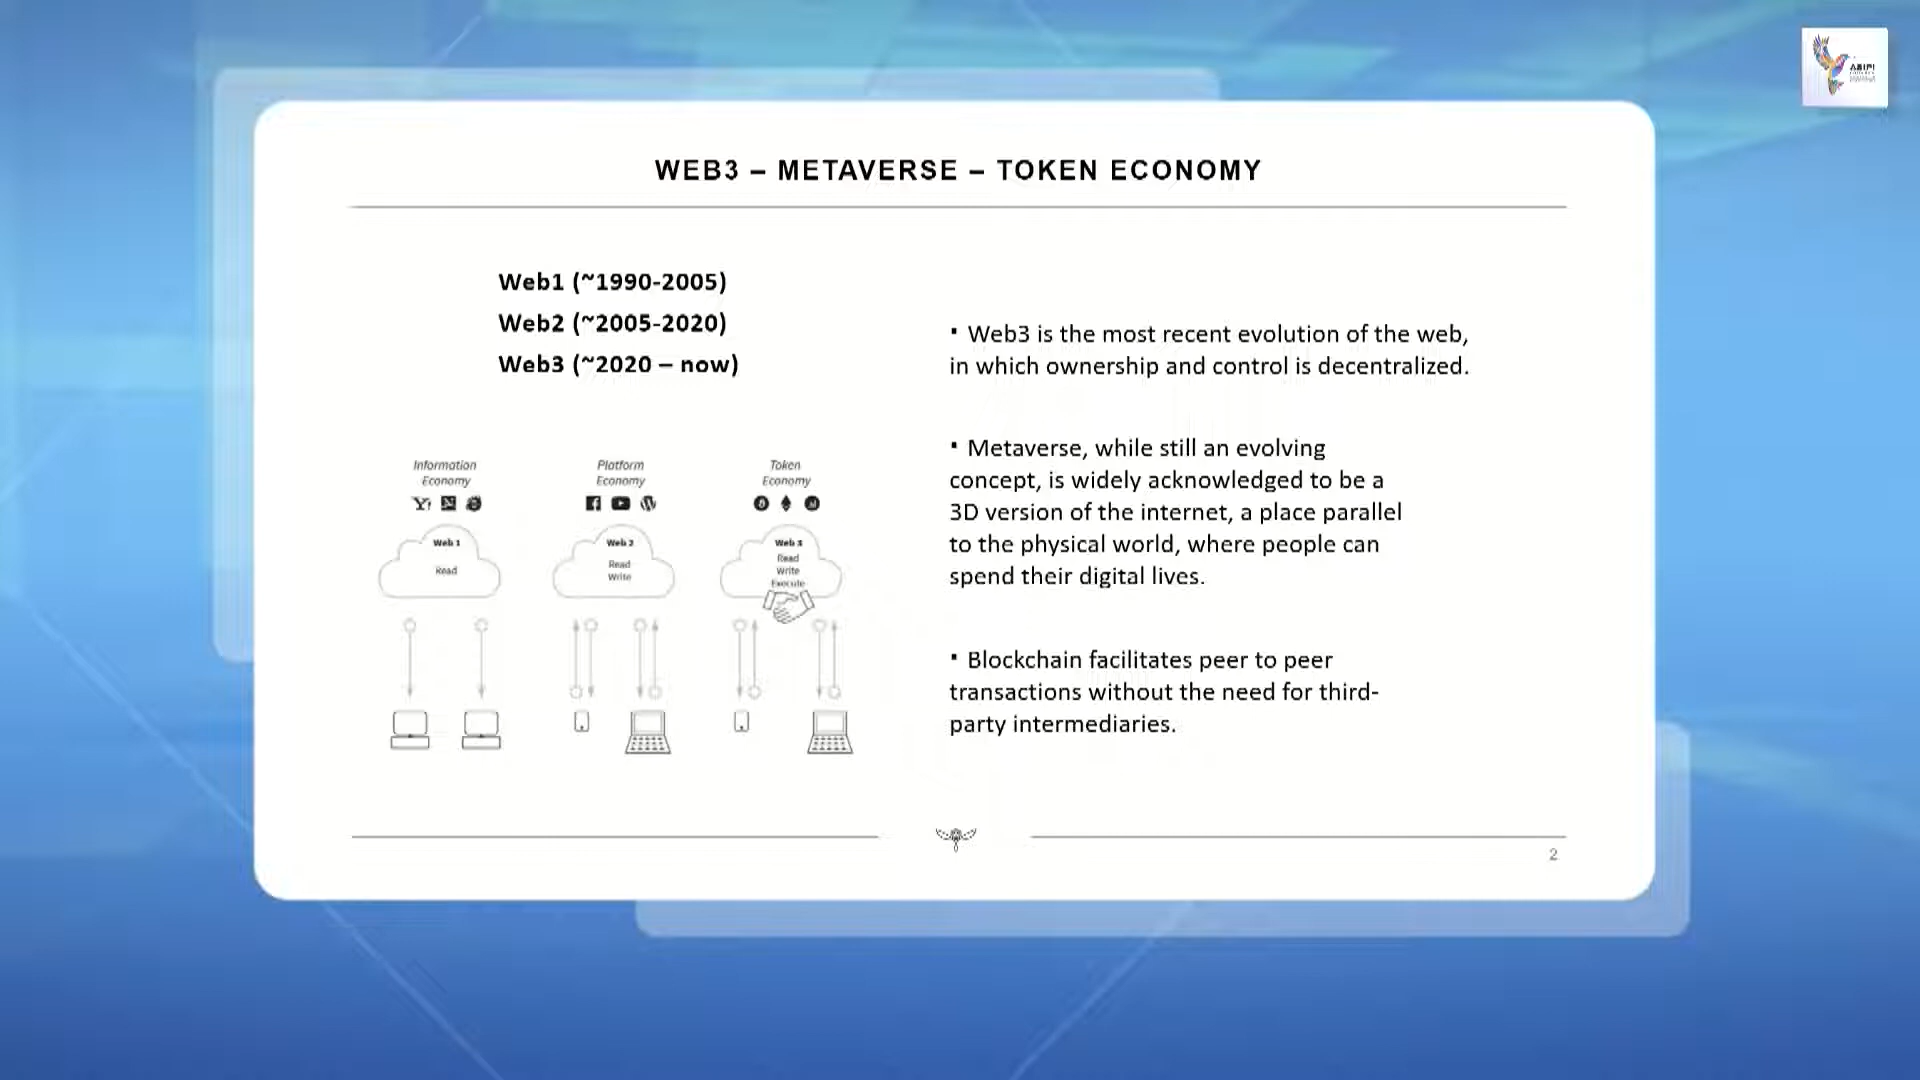 WEB3 – METAVERSE – TOKEN ECONOMY
Web1 (~1990-2005)
Web2 (~2005-2020)
Web3 (~2020 – now)
Information
Economy
Web 1
Read
Platform
Economy
Web 2
Read
Write
Token
Economy
Web 3
Read
Write
Execute
▪ Web3 is the most recent evolution of the web,
in which ownership and control is decentralized.
▪ Metaverse, while still an evolving
concept, is widely acknowledged to be a
3D version of the internet, a place parallel
to the physical world, where people can
spend their digital lives.
▪ Blockchain facilitates peer to peer
transactions without the need for third-
party intermediaries.
2
ABIPI